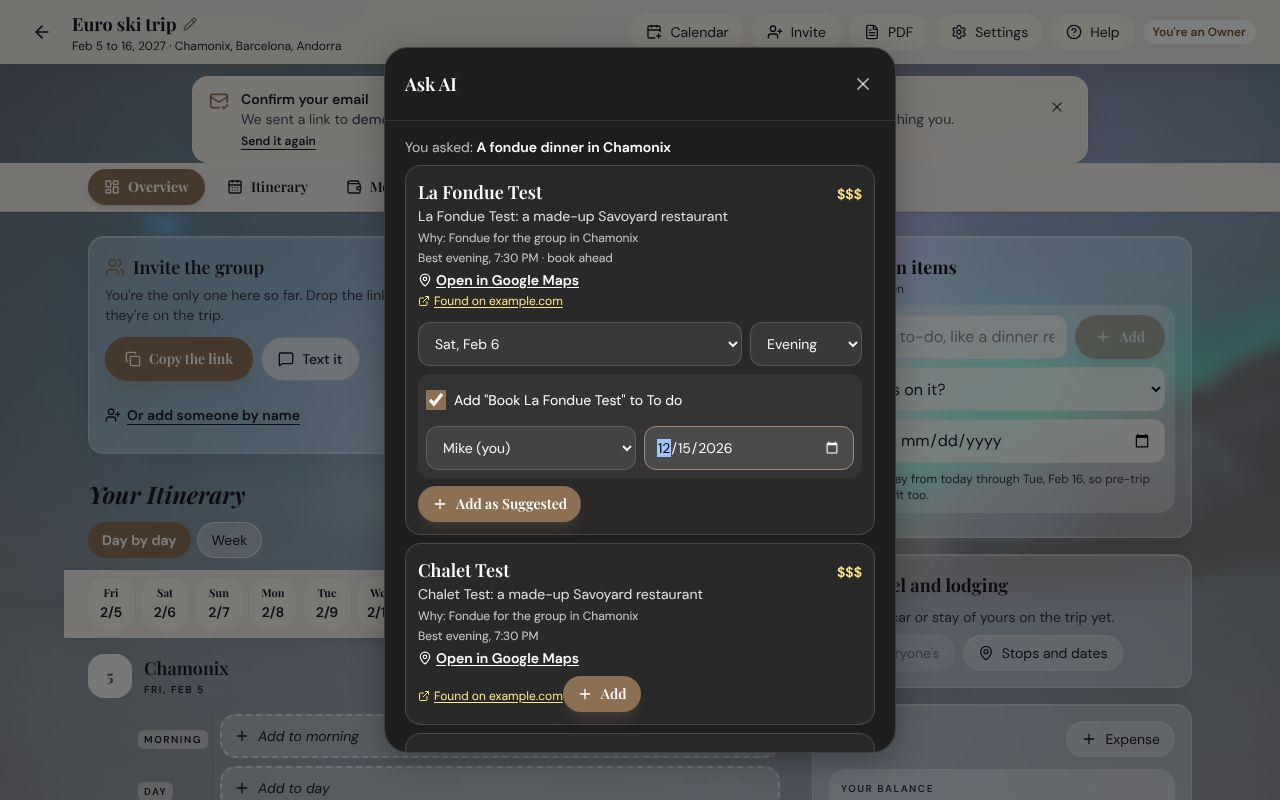 Euro ski trip
Feb 5 to 16, 2027 · Chamonix, Barcelona, Andorra
Calendar
Invite
PDF
Settings
Help
You're an Owner
Confirm your email
We sent a link to
hing you.
Send it again
Overview
Itinerary
Ask AI
You asked: A fondue dinner in Chamonix
La Fondue Test
$$$
La Fondue Test: a made-up Savoyard restaurant
Why: Fondue for the group in Chamonix
Best evening, 7:30 PM · book ahead
Open in Google Maps
Found on example.com
Sat, Feb 6
Evening
Add "Book La Fondue Test" to To do
Mike (you)
12/15/2026
+ Add as Suggested
Chalet Test
$$$
Chalet Test: a made-up Savoyard restaurant
Why: Fondue for the group in Chamonix
Best evening, 7:30 PM
Open in Google Maps
Found on example.com
+ Add
Invite the group
You're the only one here so far. Drop the
they're on the trip.
Copy the link
Text it
Or add someone by name
Your Itinerary
Day by day
Week
Fri
2/5
Sat
2/6
Sun
2/7
Mon
2/8
Tue
2/9
5
Chamonix
FRI, FEB 5
MORNING
+ Add to morning
DAY
+ Add to day
items
to-do, like a dinner
+ Add
on it?
mm/dd/yyyy
from today through Tue, Feb 16, so pre-trip
it too.
and lodging
car or stay of yours on the trip yet.
Stops and dates
+ Expense
YOUR BALANCE